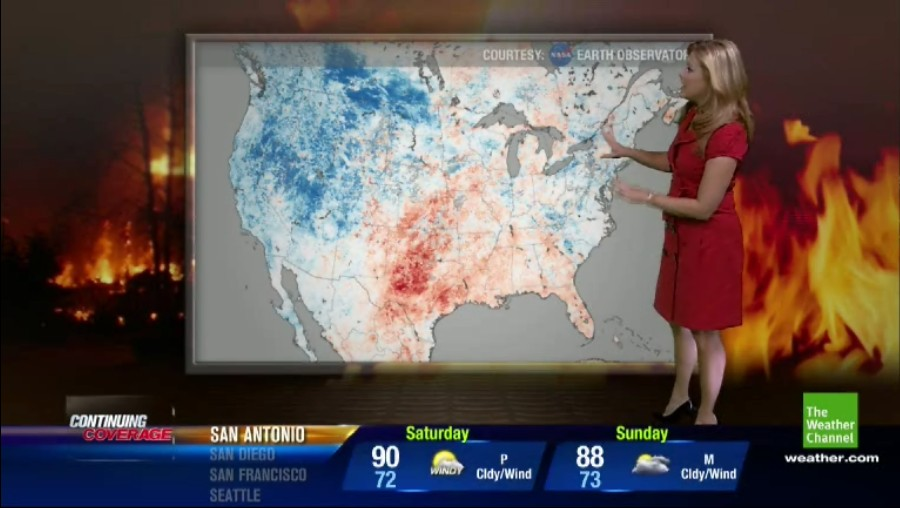 COURTESY: NASA EARTH OBSERVATOR
CONTINUING
COVERAGE
SAN ANTONIO
SAN DIEGO
SAN FRANCISCO
SEATTLE
Saturday
90
72
WINDY
P
Cldy/Wind
Sunday
88
73
M
Cldy/Wind
The
Weather
Channel
weather.com